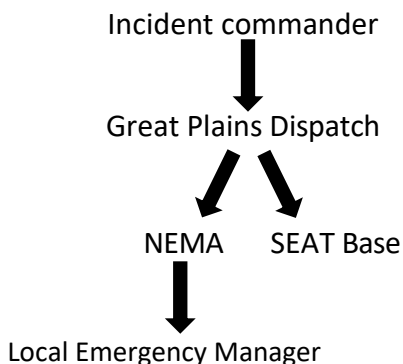 Incident commander
Great Plains Dispatch
NEMA SEAT Base
Local Emergency Manager